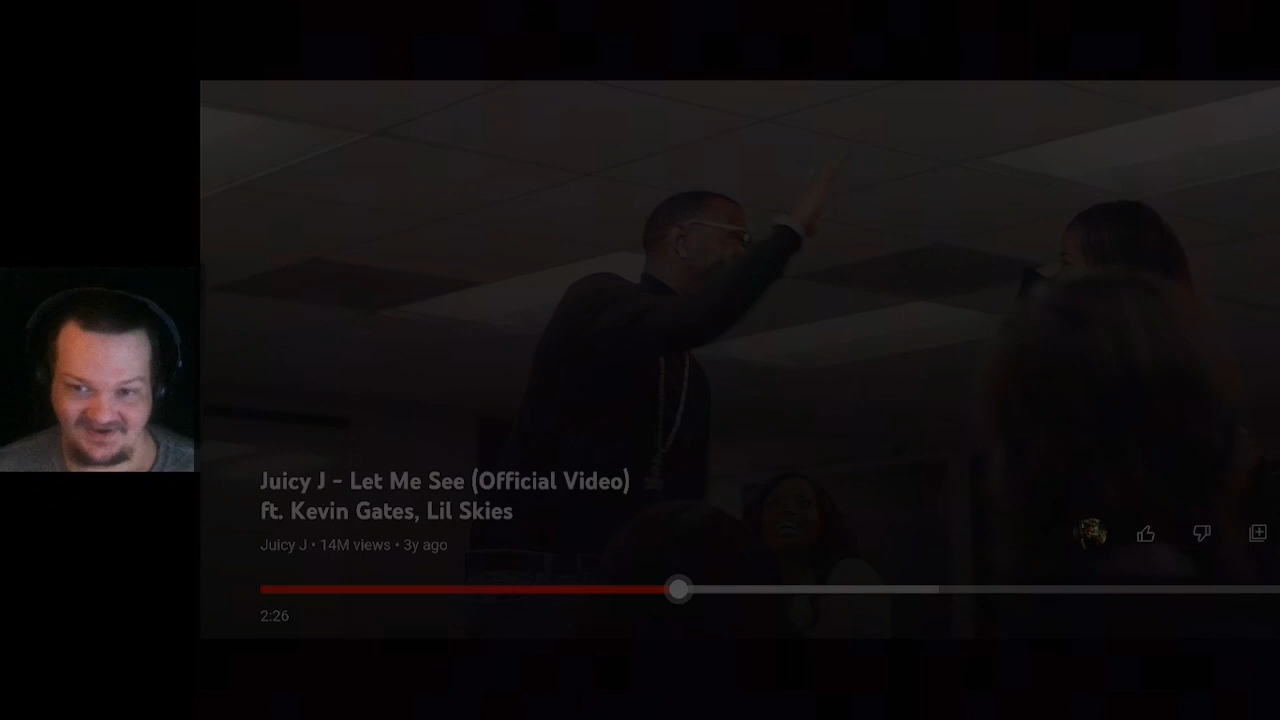 Juicy J - Let Me See (Official Video)
ft. Kevin Gates, Lil Skies
Juicy J • 14M views • 3y ago
2:26